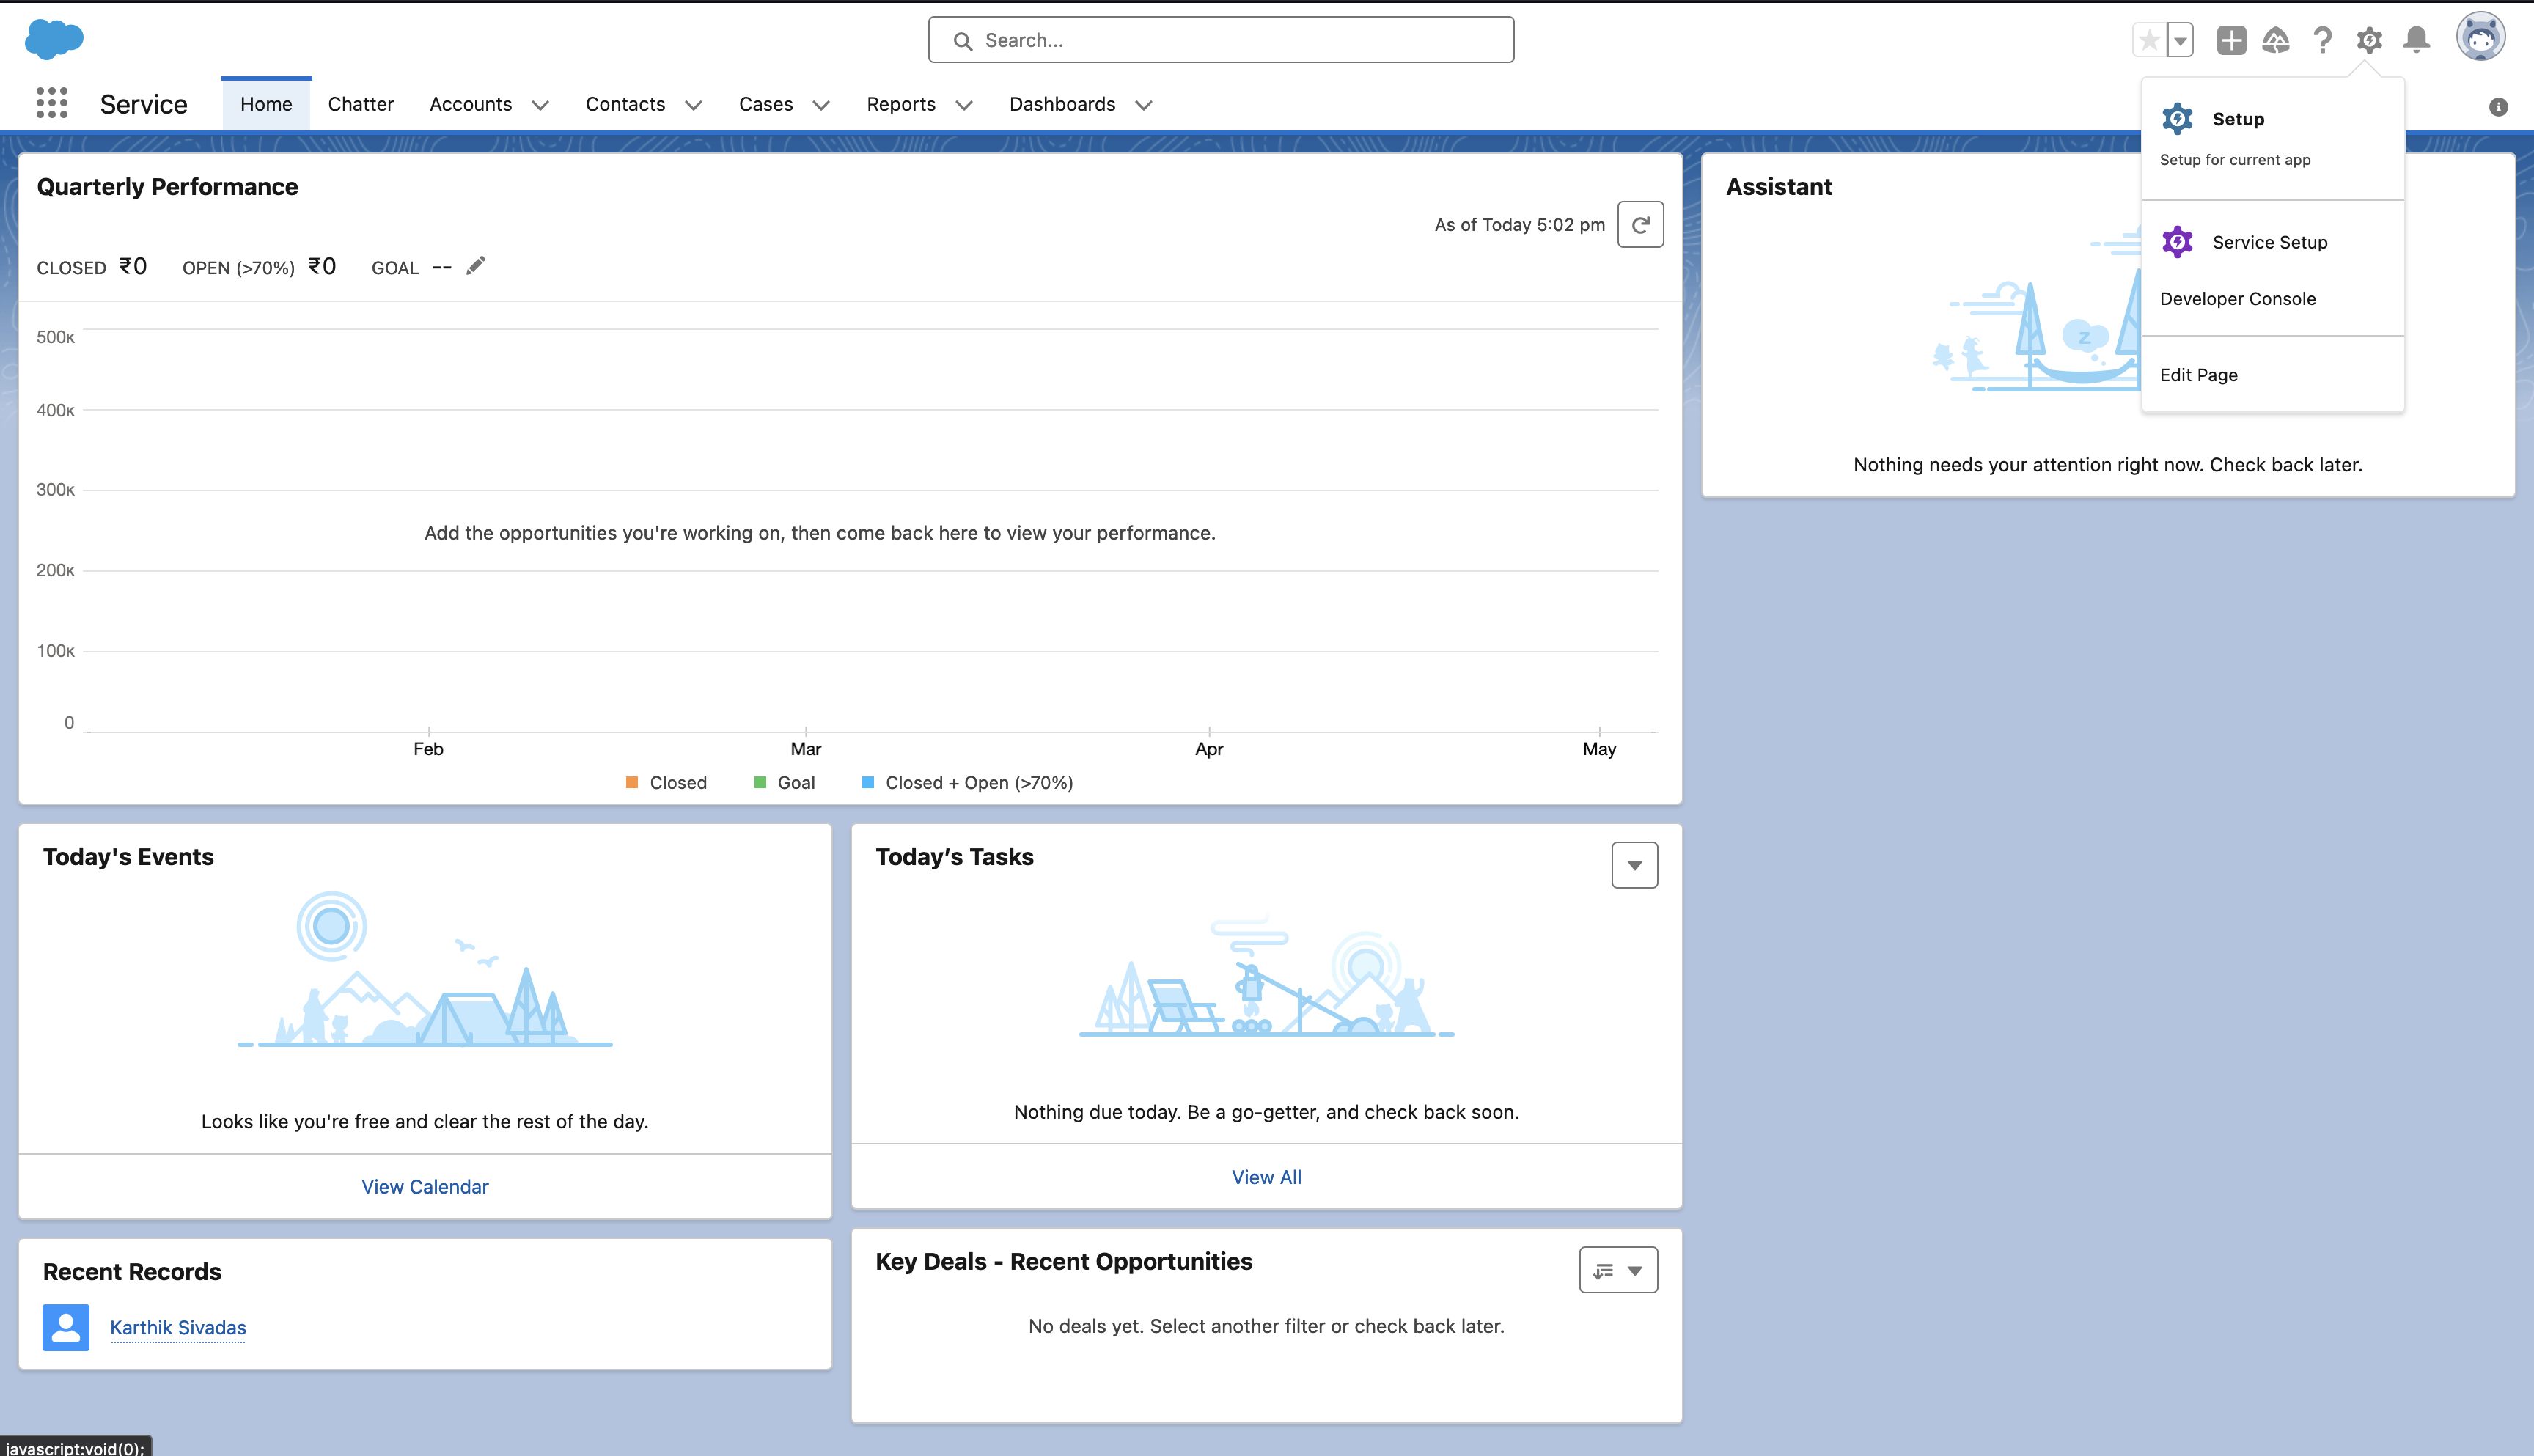 Search...
Service
Home
Chatter
Accounts
Contacts
Cases
Reports
Dashboards
Setup
Setup for current app
Service Setup
Developer Console
Edit Page
Quarterly Performance
As of Today 5:02 pm
CLOSED ₹0 OPEN (>70%) ₹0 GOAL --
500K
400K
300K
Add the opportunities you're working on, then come back here to view your performance.
200K
100K
0
Feb Mar Apr May
Closed Goal Closed + Open (>70%)
Assistant
z
Nothing needs your attention right now. Check back later.
Today's Events
Looks like you're free and clear the rest of the day.
View Calendar
Today’s Tasks
Nothing due today. Be a go-getter, and check back soon.
View All
Recent Records
Karthik Sivadas
Key Deals - Recent Opportunities
No deals yet. Select another filter or check back later.
javascript:void(0);